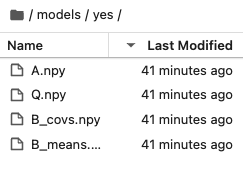 / models / yes /
Name Last Modified
A.npy 41 minutes ago
Q.npy 41 minutes ago
B_covs.npy 41 minutes ago
B_means.... 41 minutes ago